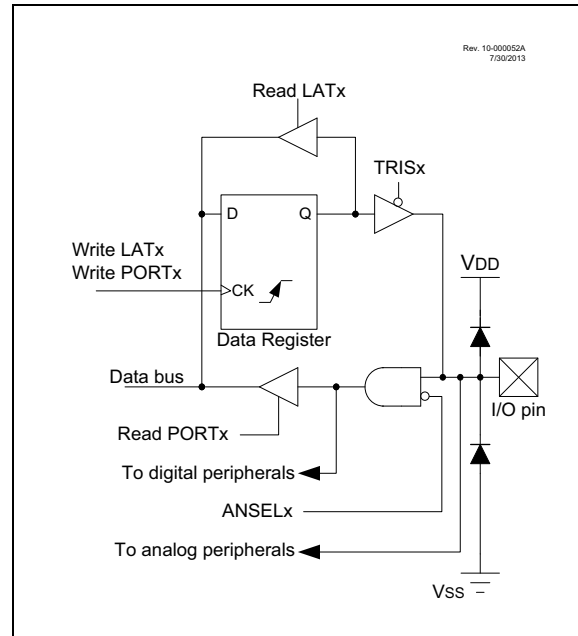 Rev. 10-000052A
7/30/2013
Read LATx
TRISx
D
Q
Write LATx
Write PORTx
CK
VDD
Data Register
Data bus
I/O pin
Read PORTx
To digital peripherals
ANSELx
To analog peripherals
Vss